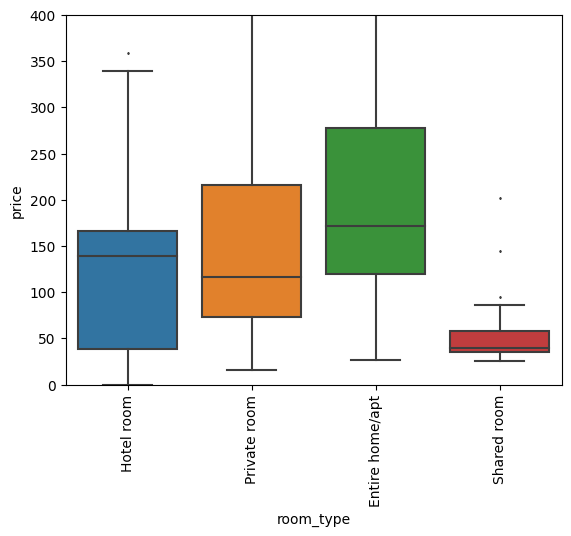 400
350
300
250
200
150
100
50
0
price
Hotel room
Private room
Entire home/apt
Shared room
room_type